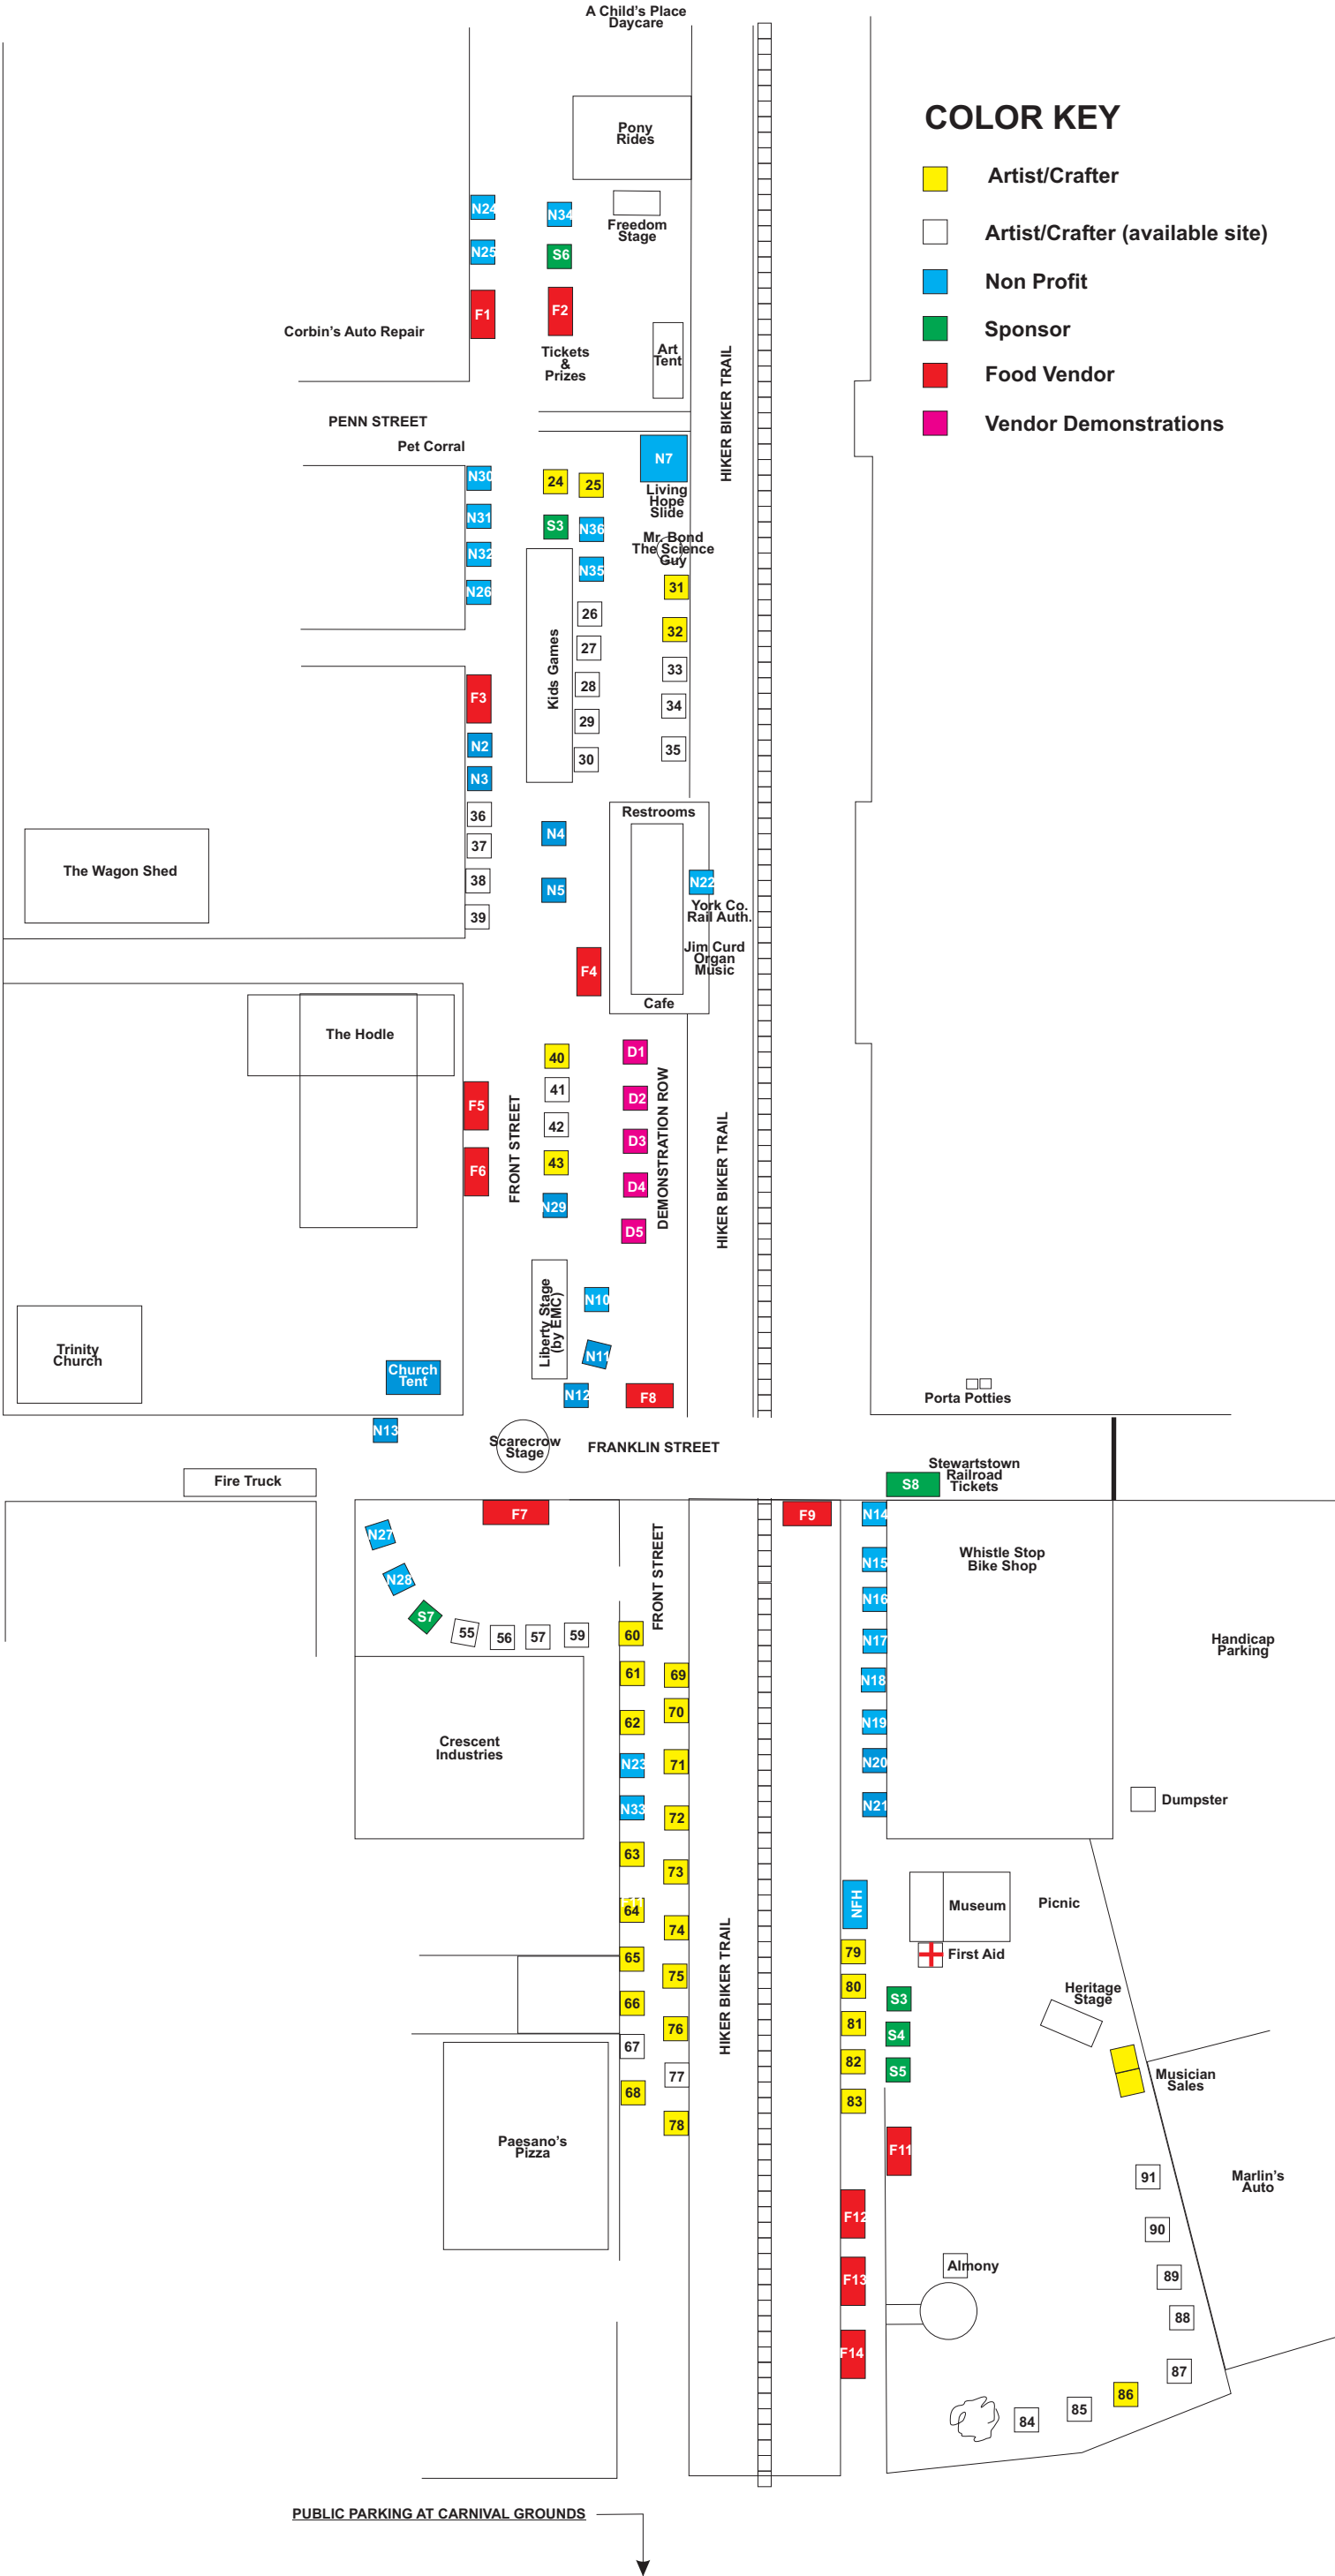 A Child's Place
Daycare
COLOR KEY
Artist/Crafter
Artist/Crafter (available site)
Non Profit
Sponsor
Food Vendor
Vendor Demonstrations
Pony
Rides
N24
N34
Freedom
Stage
N25
S6
F1
F2
Corbin's Auto Repair
Tickets
&
Prizes
Art
Tent
HIKER BIKER TRAIL
PENN STREET
Pet Corral
N7
Living
Hope
Slide
N30
24
25
N31
S3
N36
Mr. Bond
The Science
Guy
N32
N35
N26
31
26
32
27
Kids Games
33
28
F3
34
29
N2
35
30
N3
36
Restrooms
37
N4
The Wagon Shed
38
N5
N22
York Co.
Rail Auth.
39
Jim Curd
Organ
Music
F4
Cafe
The Hodle
40
D1
41
D2
F5
42
D3
FRONT STREET
DEMONSTRATION ROW
HIKER BIKER TRAIL
43
F6
D4
N29
D5
N10
Liberty Stage
(by EMC)
N11
Trinity
Church
Church
Tent
N12
F8
Porta Potties
N13
Scarecrow
Stage
FRANKLIN STREET
Fire Truck
Stewartstown
Railroad
Tickets
S8
F7
F9
N14
N27
Whistle Stop
Bike Shop
N15
N28
FRONT STREET
N16
S7
55
56
57
59
60
N17
Handicap
Parking
61
69
N18
70
62
N19
Crescent
Industries
N23
71
N20
Dumpster
N33
72
N21
63
73
NFH
Museum
Picnic
64
74
HIKER BIKER TRAIL
79
First Aid
65
75
80
Heritage
Stage
S3
66
76
81
S4
67
77
82
S5
Musician
Sales
68
83
78
Paesano's
Pizza
F11
91
Marlin's
Auto
F12
90
Almony
F13
89
88
F14
87
86
85
84
PUBLIC PARKING AT CARNIVAL GROUNDS